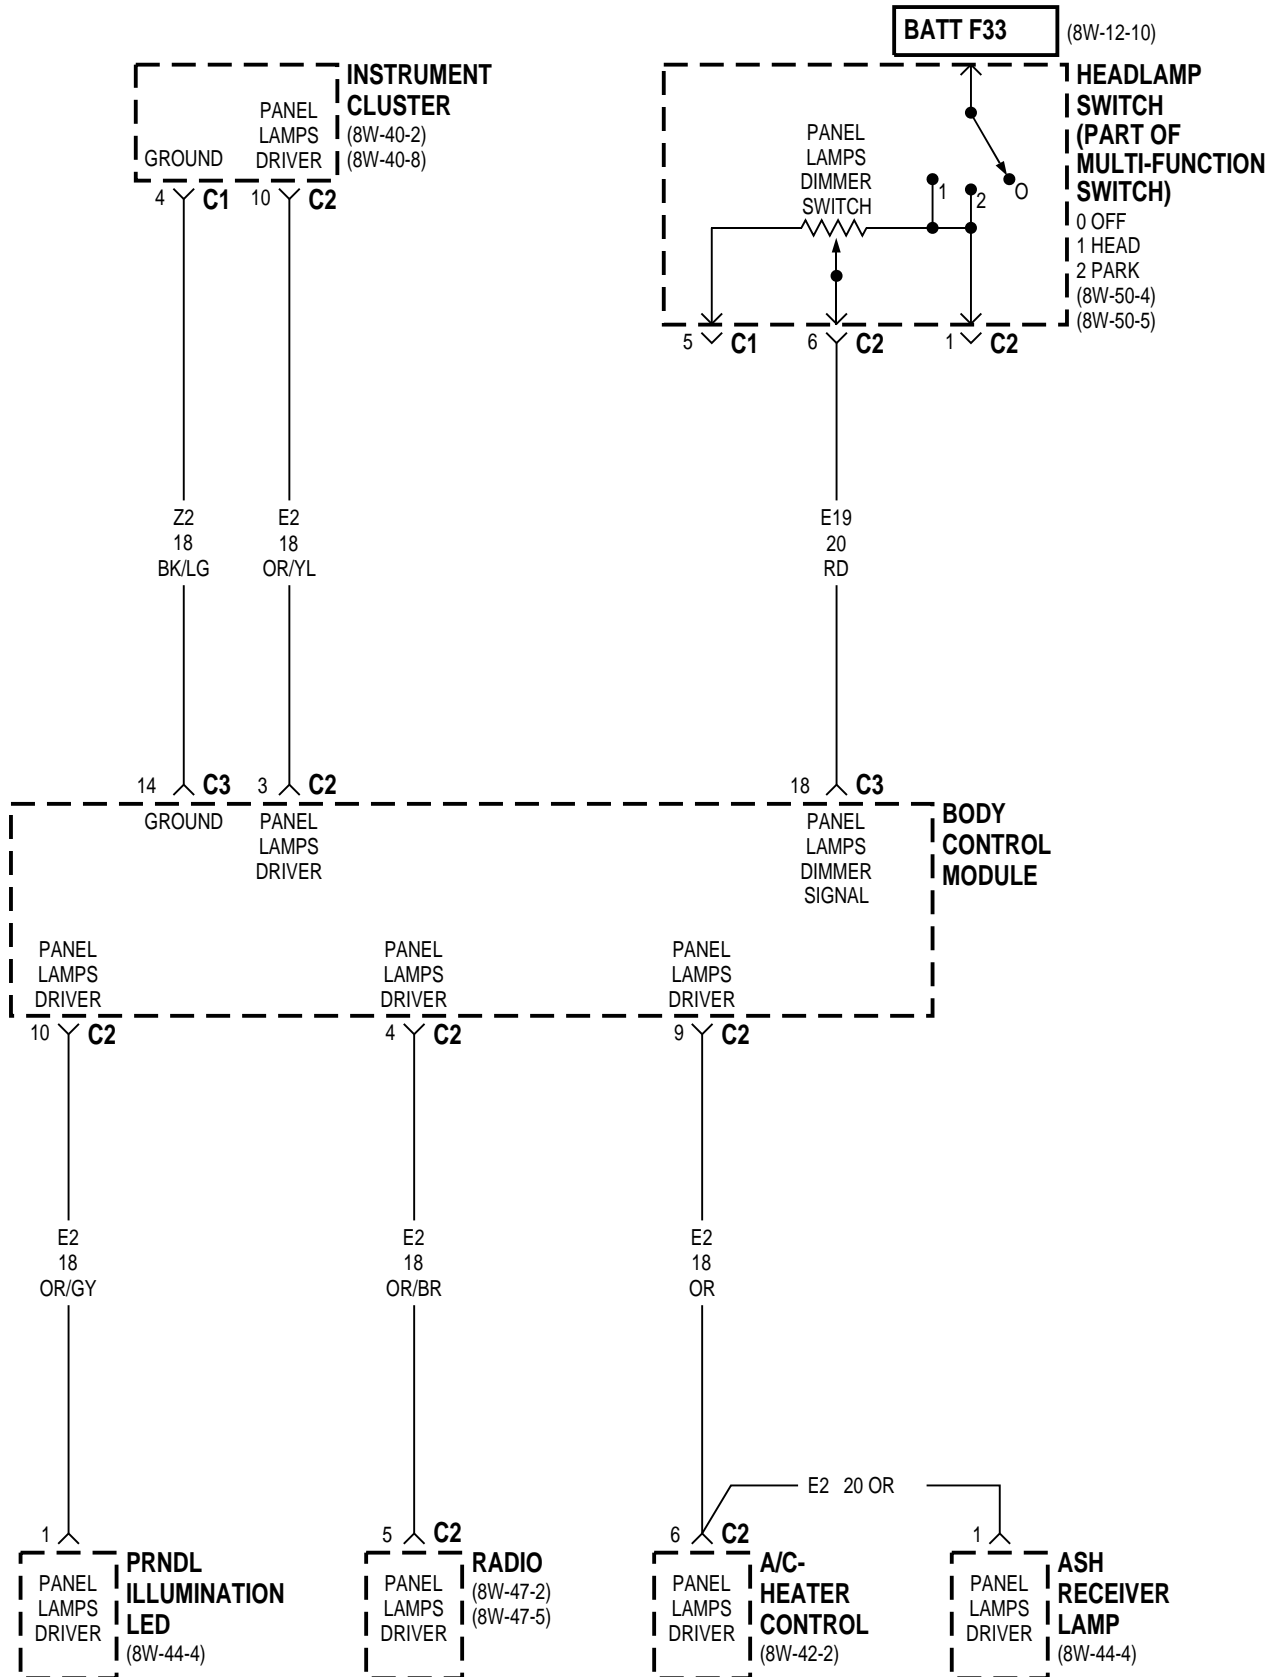 BATT F33
(8W-12-10)
INSTRUMENT
CLUSTER
(8W-40-2)
(8W-40-8)
GROUND
PANEL
LAMPS
DRIVER
4 C1
10 C2
HEADLAMP
SWITCH
(PART OF
MULTI-FUNCTION
SWITCH)
0 OFF
1 HEAD
2 PARK
(8W-50-4)
(8W-50-5)
PANEL
LAMPS
DIMMER
SWITCH
1
2
O
5 C1
6 C2
1 C2
Z2
18
BK/LG
E2
18
OR/YL
E19
20
RD
14 C3
3 C2
18 C3
GROUND
PANEL
LAMPS
DRIVER
PANEL
LAMPS
DIMMER
SIGNAL
BODY
CONTROL
MODULE
PANEL
LAMPS
DRIVER
PANEL
LAMPS
DRIVER
PANEL
LAMPS
DRIVER
10 C2
4 C2
9 C2
E2
18
OR/GY
E2
18
OR/BR
E2
18
OR
E2 20 OR
1
5 C2
6 C2
1
PANEL
LAMPS
DRIVER
PRNDL
ILLUMINATION
LED
(8W-44-4)
PANEL
LAMPS
DRIVER
RADIO
(8W-47-2)
(8W-47-5)
PANEL
LAMPS
DRIVER
A/C-
HEATER
CONTROL
(8W-42-2)
PANEL
LAMPS
DRIVER
ASH
RECEIVER
LAMP
(8W-44-4)